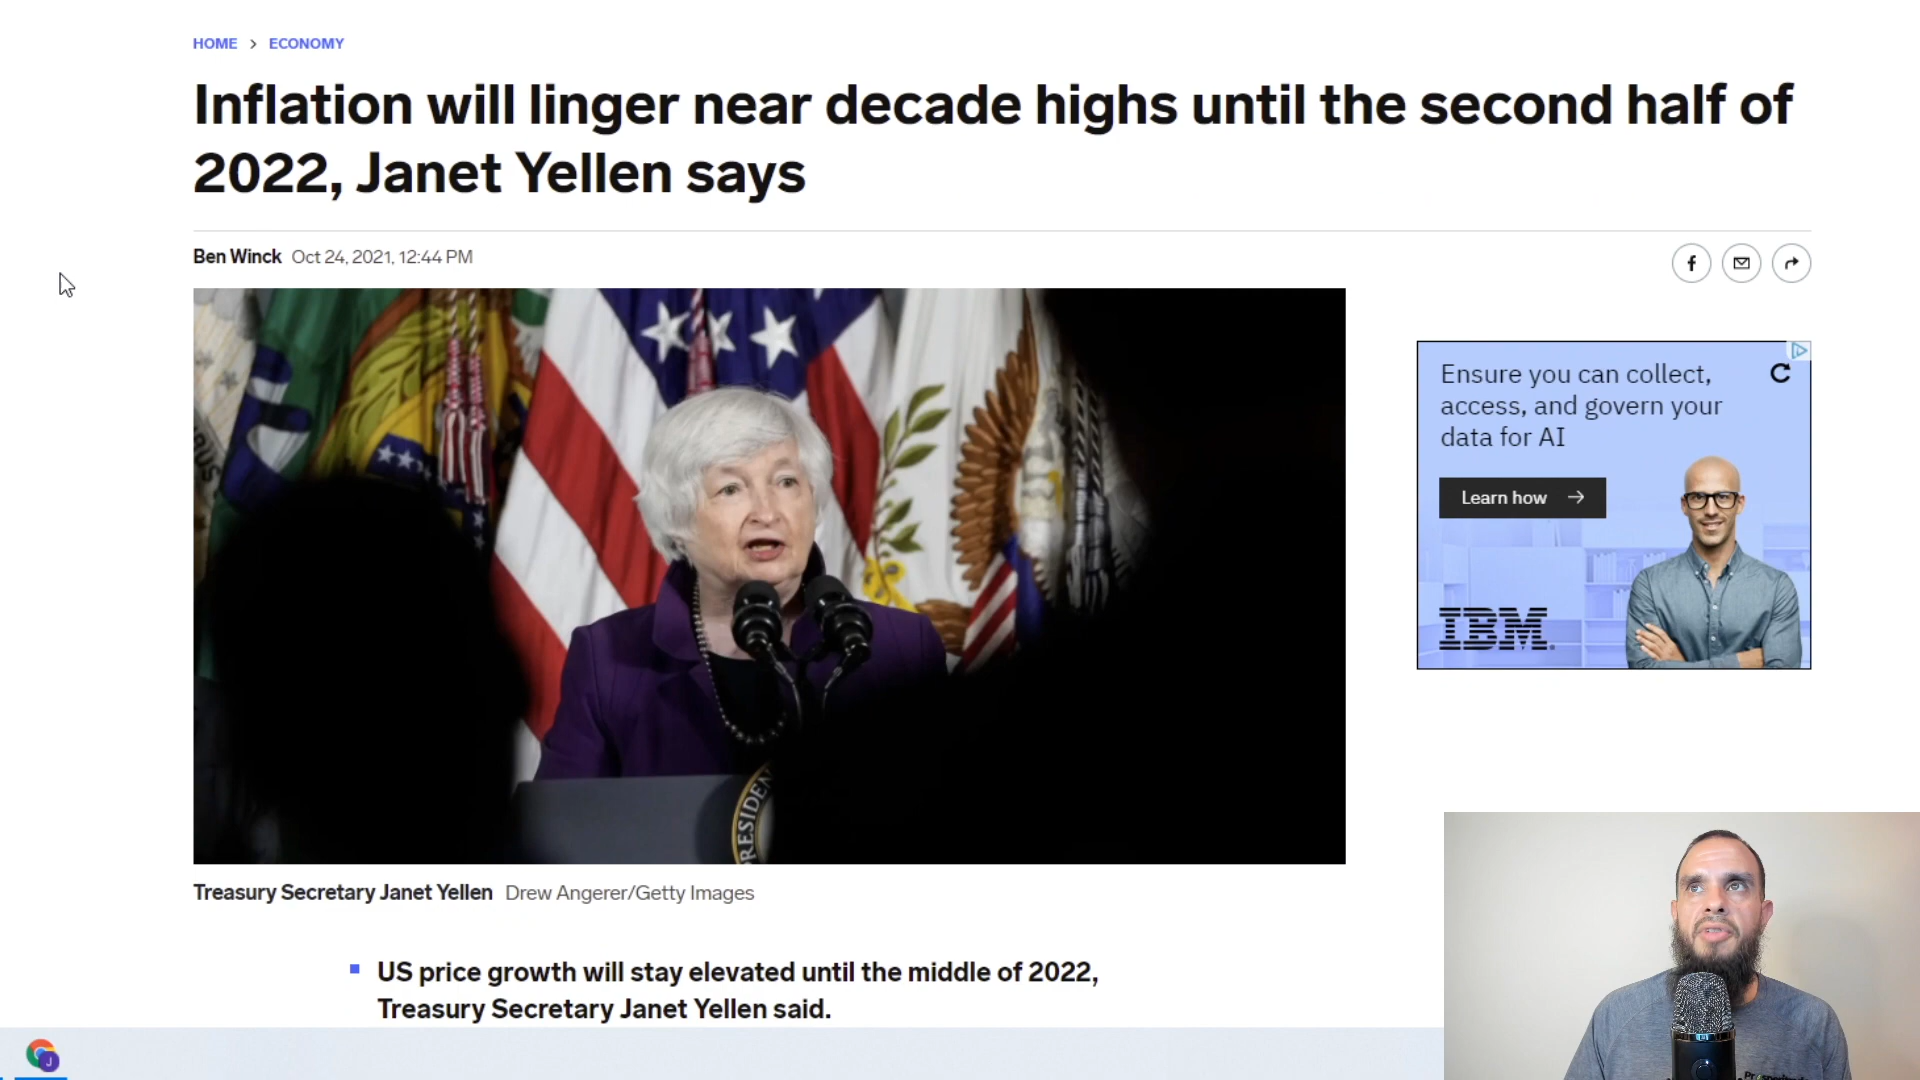 HOME > ECONOMY
Inflation will linger near decade highs until the second half of
2022, Janet Yellen says
Ben Winck Oct 24, 2021, 12:44 PM
Ensure you can collect,
access, and govern your
data for AI
Learn how →
IBM
Treasury Secretary Janet Yellen Drew Angerer/Getty Images
US price growth will stay elevated until the middle of 2022,
Treasury Secretary Janet Yellen said.
J